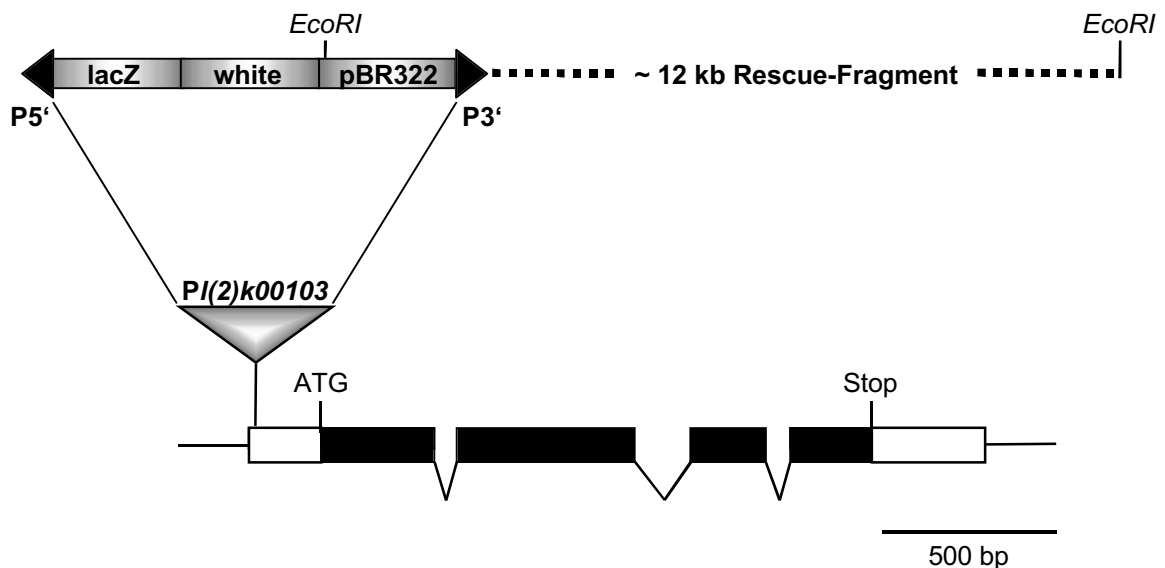 EcoRI
EcoRI
lacZ white pBR322 ~ 12 kb Rescue-Fragment
P5‘ P3‘
Pl(2)k00103
ATG Stop
500 bp